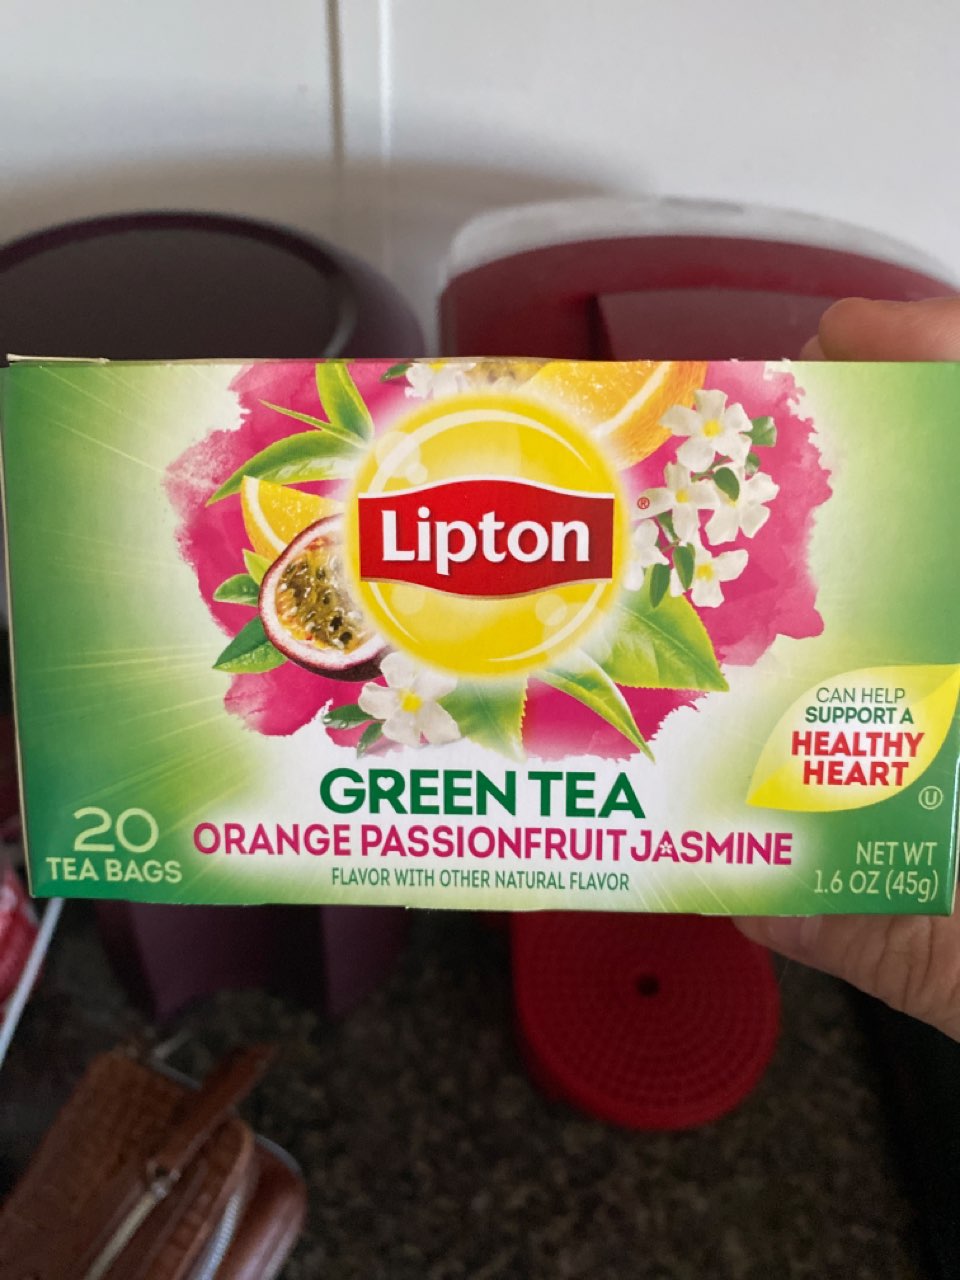 Lipton®
CAN HELP
SUPPORT A
HEALTHY
HEART
U
GREEN TEA
ORANGE PASSIONFRUIT JASMINE
FLAVOR WITH OTHER NATURAL FLAVOR
20
TEA BAGS
NET WT
1.6 OZ (45g)